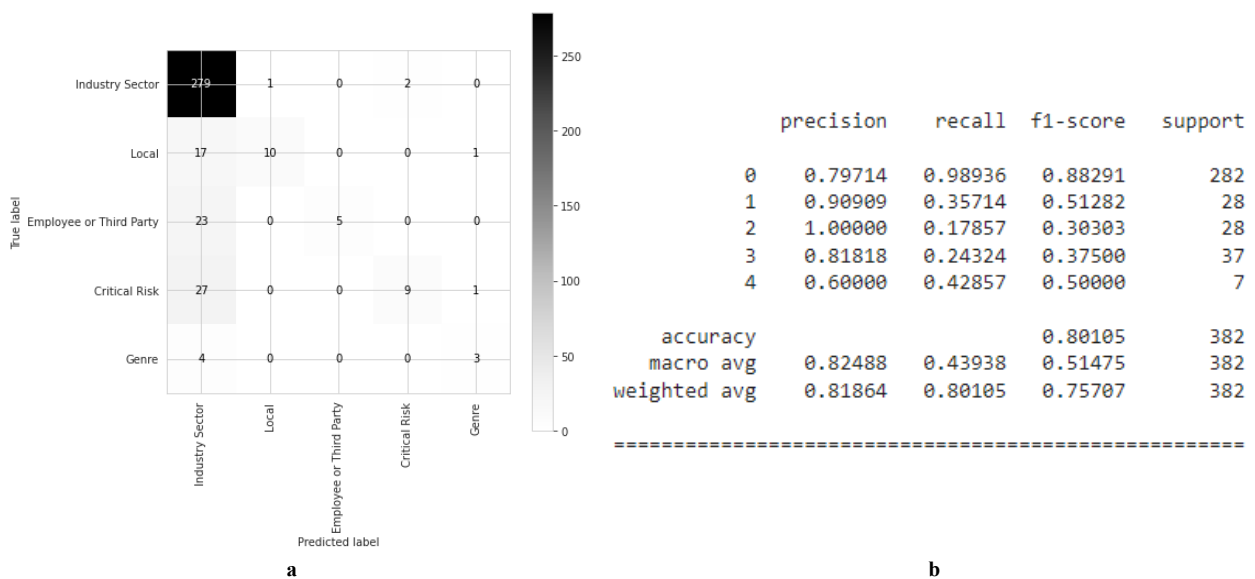 Industry Sector 279 1 0 2 0
Local 17 10 0 0 1
Employee or Third Party 23 0 5 0 0
Critical Risk 27 0 0 9 1
Genre 4 0 0 0 3
True label
Industry Sector
Local
Employee or Third Party
Critical Risk
Genre
Predicted label
250
200
150
100
50
0
a
precision recall f1-score support
0 0.79714 0.98936 0.88291 282
1 0.90909 0.35714 0.51282 28
2 1.00000 0.17857 0.30303 28
3 0.81818 0.24324 0.37500 37
4 0.60000 0.42857 0.50000 7
accuracy 0.80105 382
macro avg 0.82488 0.43938 0.51475 382
weighted avg 0.81864 0.80105 0.75707 382
=====================================================
b